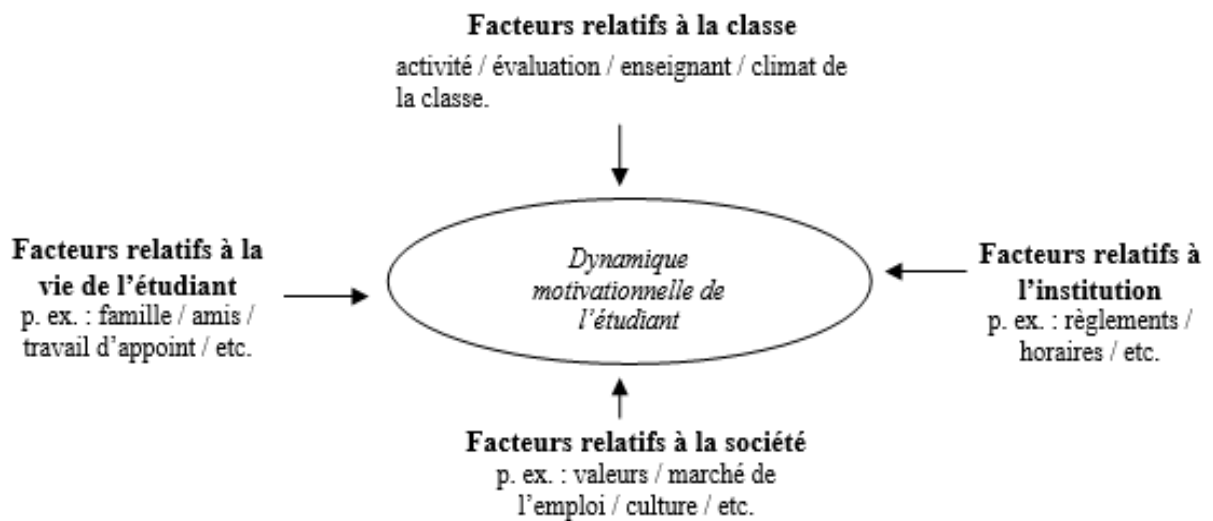 Facteurs relatifs à la classe
activité / évaluation / enseignant / climat de
la classe.
Facteurs relatifs à la
vie de l’étudiant
p. ex. : famille / amis /
travail d’appoint / etc.
Dynamique
motivationnelle de
l’étudiant
Facteurs relatifs à
l’institution
p. ex. : règlements /
horaires / etc.
Facteurs relatifs à la société
p. ex. : valeurs / marché de
l’emploi / culture / etc.